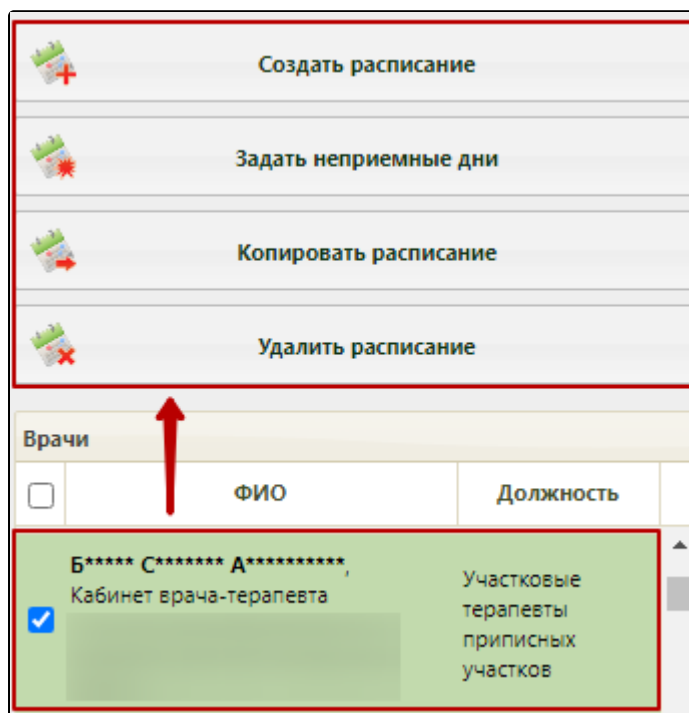 Создать расписание
Задать неприемные дни
Копировать расписание
Удалить расписание
Врачи
ФИО Должность
Б***** С******* А**********,
Кабинет врача-терапевта
Участковые
терапевты
приписных
участков